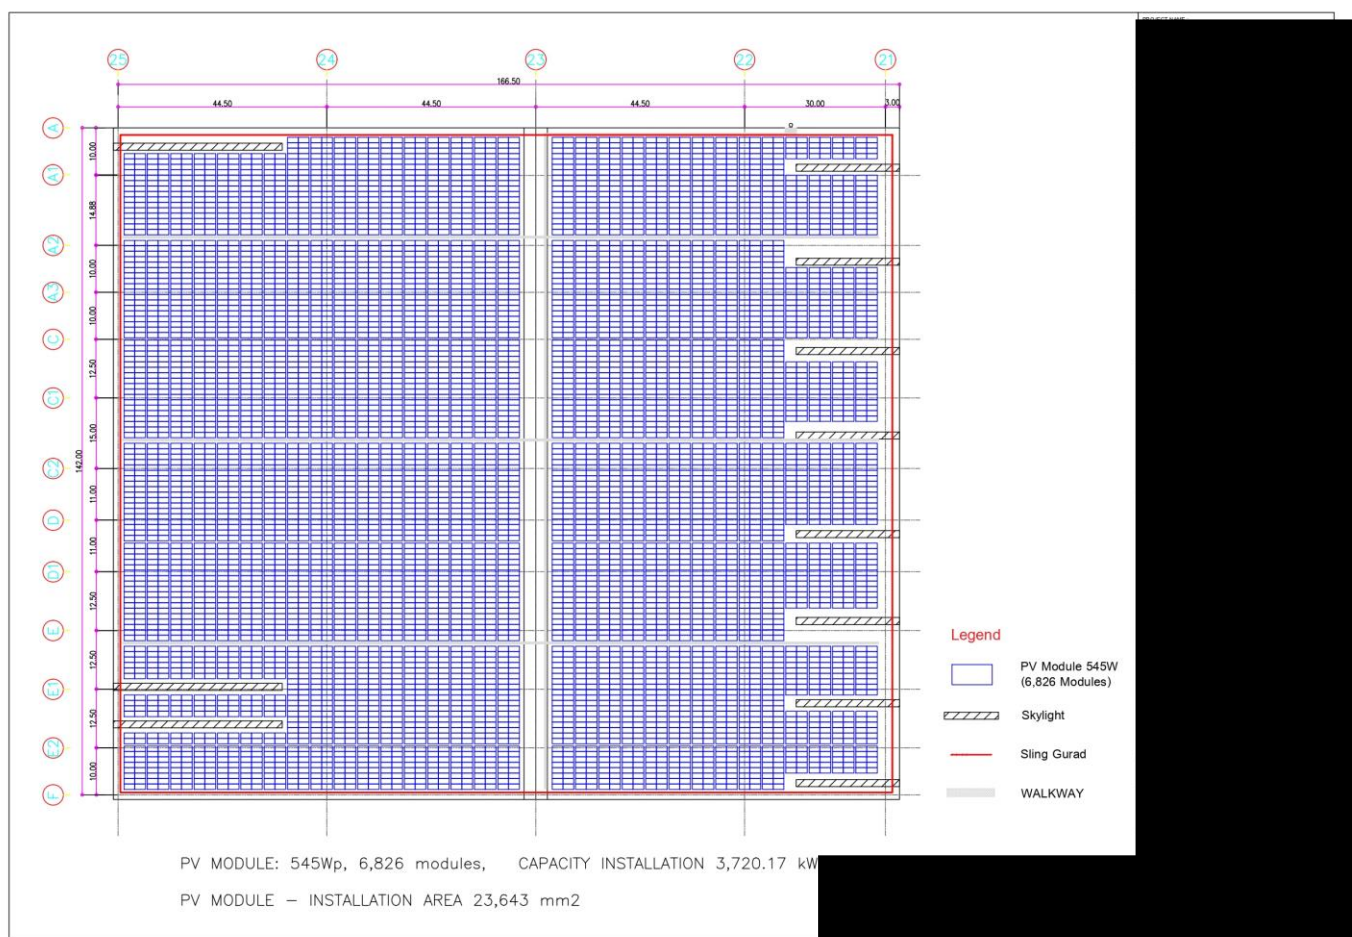 25 24 23 22 21
166.50
44.50 44.50 44.50 30.00 3.00
A
10.00
A1
14.88
A2
10.00
A3
10.00
C
12.50
C1
15.00
142.00
C2
11.00
D
11.00
D1
12.50
E
12.50
E1
12.50
E2
10.00
F
Legend
PV Module 545W
(6,826 Modules)
Skylight
Sling Gurad
WALKWAY
PV MODULE: 545Wp, 6,826 modules, CAPACITY INSTALLATION 3,720.17 kW
PV MODULE – INSTALLATION AREA 23,643 mm2